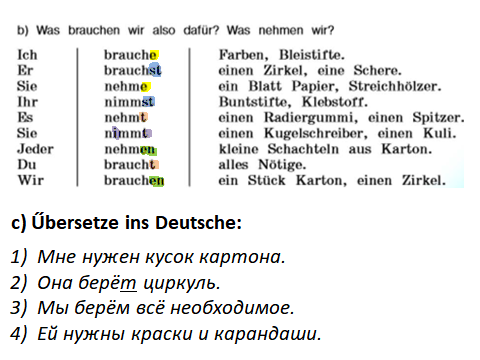 b) Was brauchen wir also dafür? Was nehmen wir?
Ich brauche Farben, Bleistifte.
Er brauchst einen Zirkel, eine Schere.
Sie nehme ein Blatt Papier, Streichhölzer.
Ihr nimmst Buntstifte, Klebstoff.
Es nehmt einen Radiergummi, einen Spitzer.
Sie nimmt einen Kugelschreiber, einen Kuli.
Jeder nehmen kleine Schachteln aus Karton.
Du braucht alles Nötige.
Wir brauchen ein Stück Karton, einen Zirkel.
c) Űbersetze ins Deutsche:
1) Мне нужен кусок картона.
2) Она берёт циркуль.
3) Мы берём всё необходимое.
4) Ей нужны краски и карандаши.